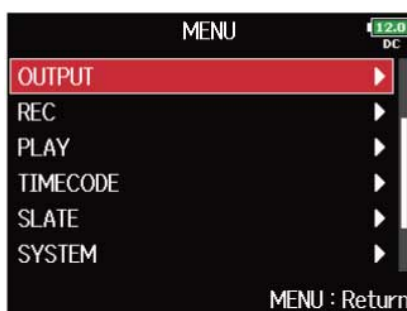 MENU
12.0
DC
OUTPUT
REC
PLAY
TIMECODE
SLATE
SYSTEM
MENU : Return